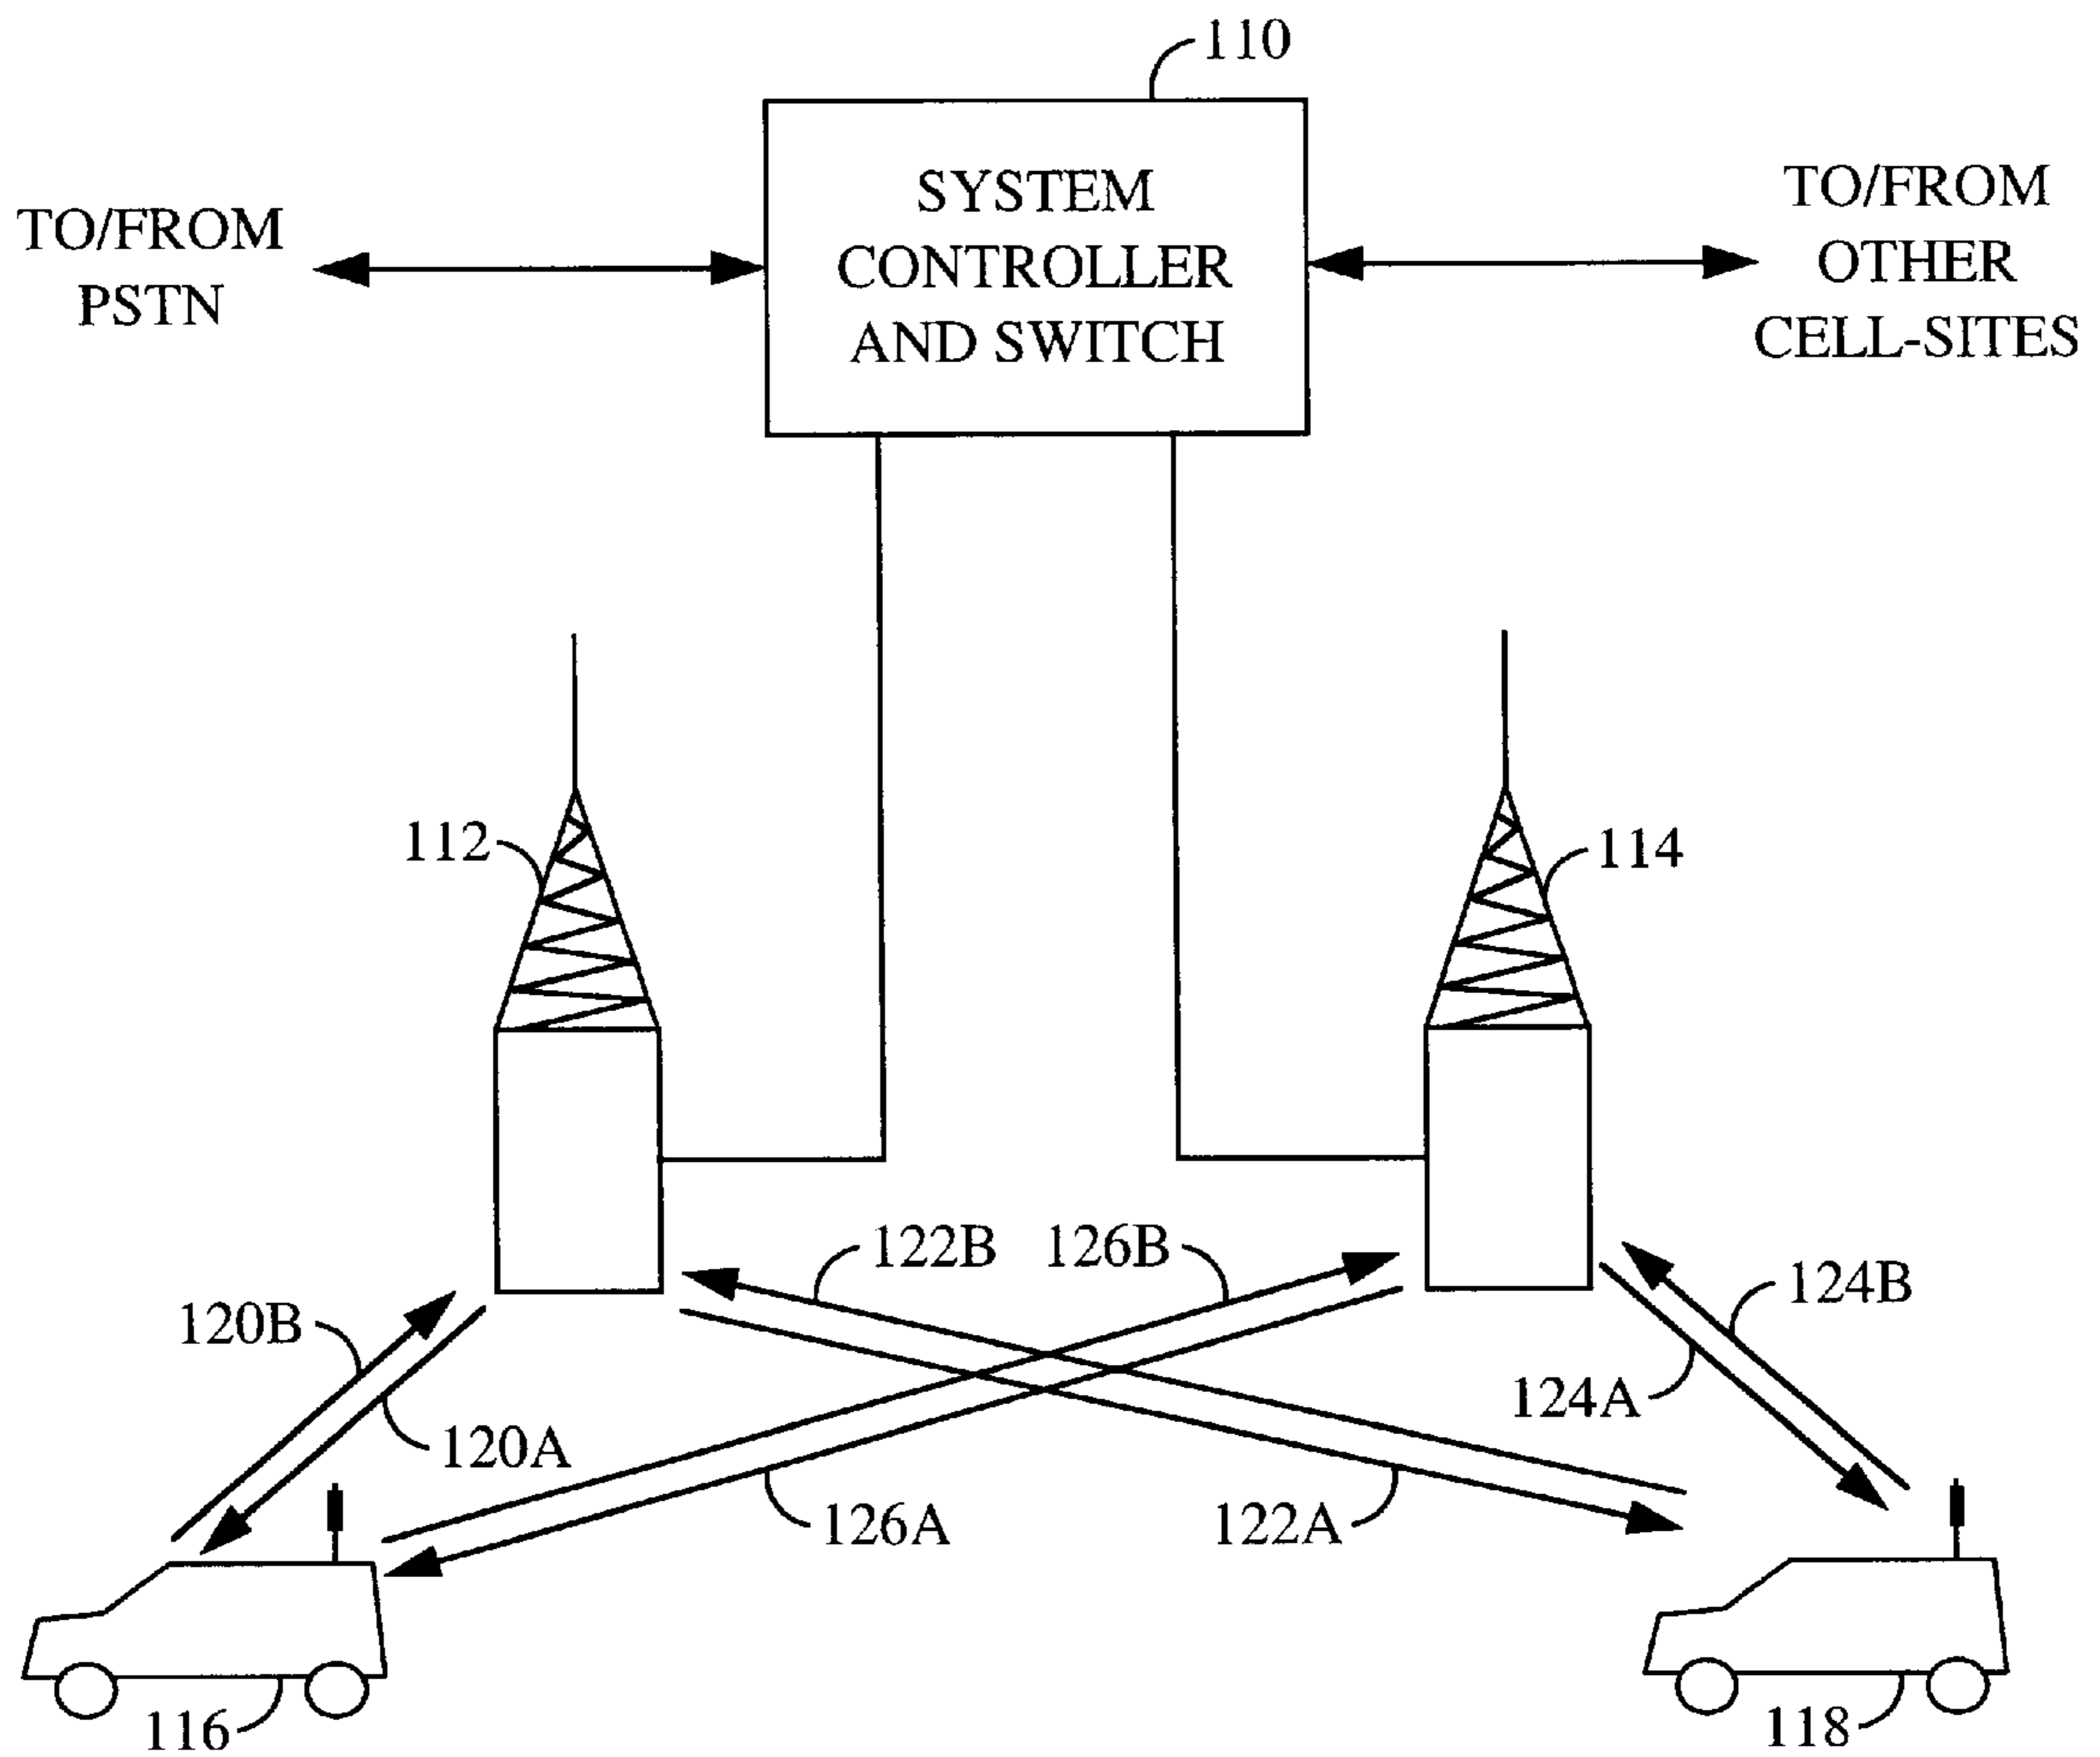 110
SYSTEM
CONTROLLER
AND SWITCH
TO/FROM
PSTN
TO/FROM
OTHER
CELL-SITES
112
114
122B
126B
120B
124B
120A
124A
126A
122A
116
118